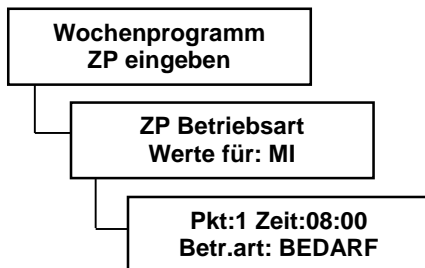 Wochenprogramm
ZP eingeben
ZP Betriebsart
Werte für: MI
Pkt:1 Zeit:08:00
Betr.art: BEDARF